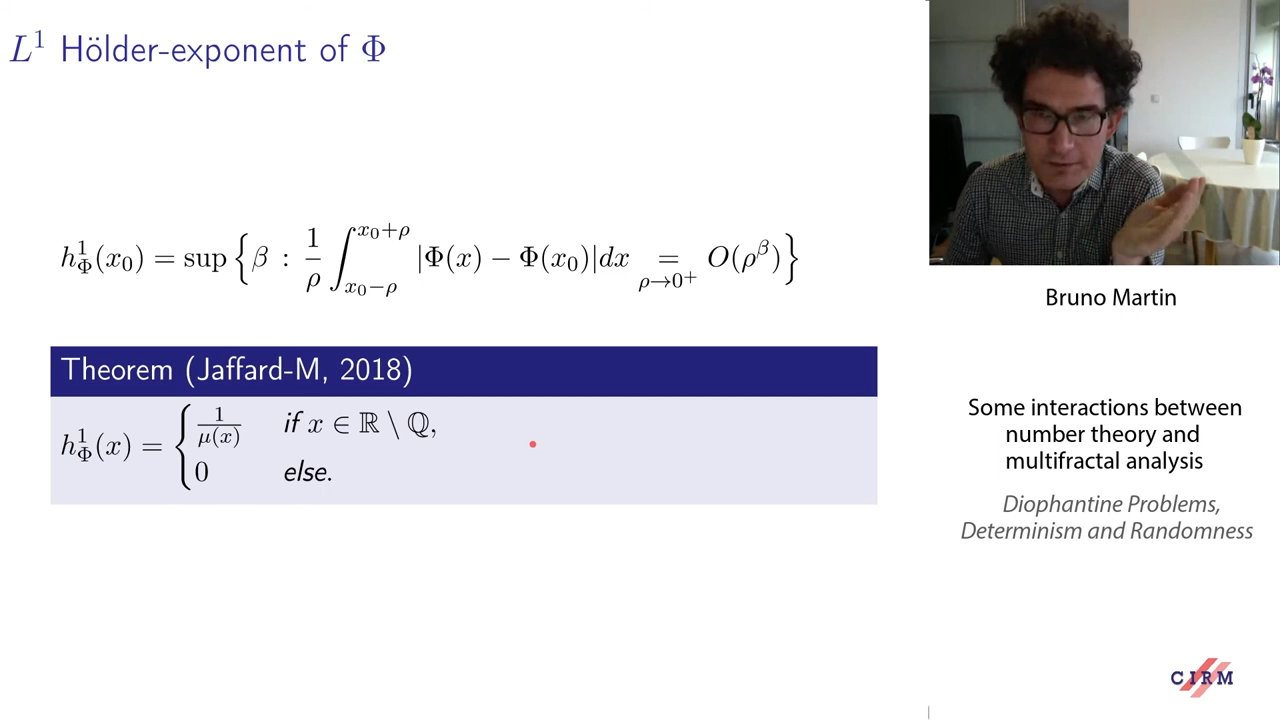 L¹ Hölder-exponent of Φ
h¹_Φ(x₀) = sup { β : 1/ρ ∫_{x₀−ρ}^{x₀+ρ} |Φ(x) − Φ(x₀)|dx =_{ρ→0⁺} O(ρ^β) }
Theorem (Jaffard-M, 2018)
h¹_Φ(x) = { 1/μ(x) if x ∈ ℝ \ ℚ,
0 else.
Bruno Martin
Some interactions between
number theory and
multifractal analysis
Diophantine Problems,
Determinism and Randomness
CIRM